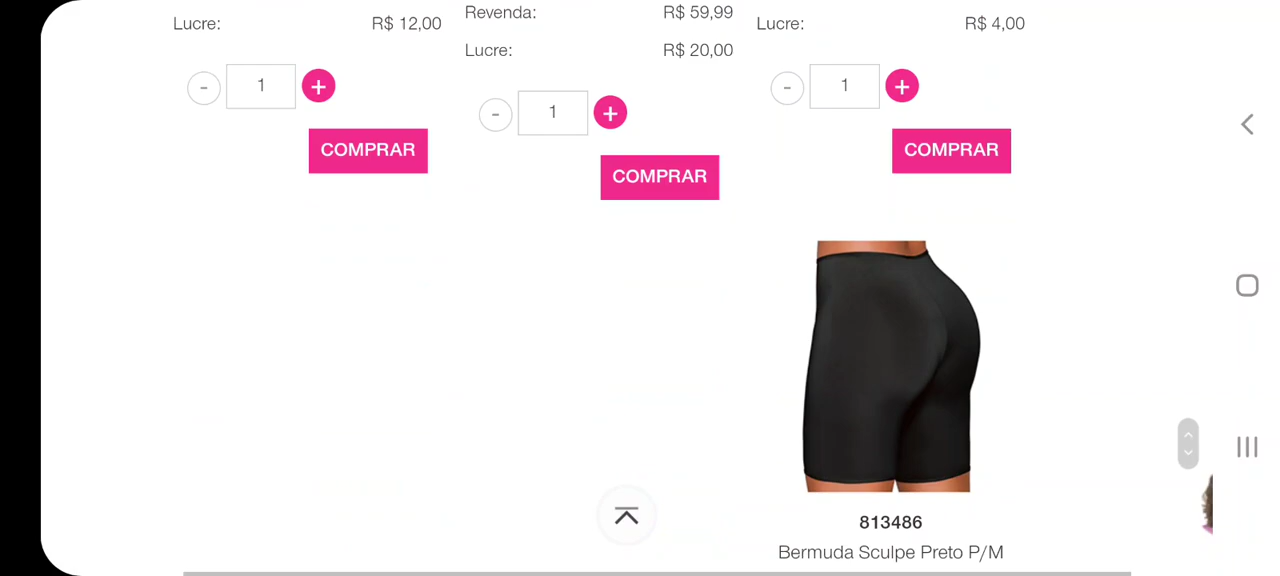 Lucre: R$ 12,00
- 1 +
COMPRAR
Revenda: R$ 59,99
Lucre: R$ 20,00
- 1 +
COMPRAR
Lucre: R$ 4,00
- 1 +
COMPRAR
813486
Bermuda Sculpe Preto P/M